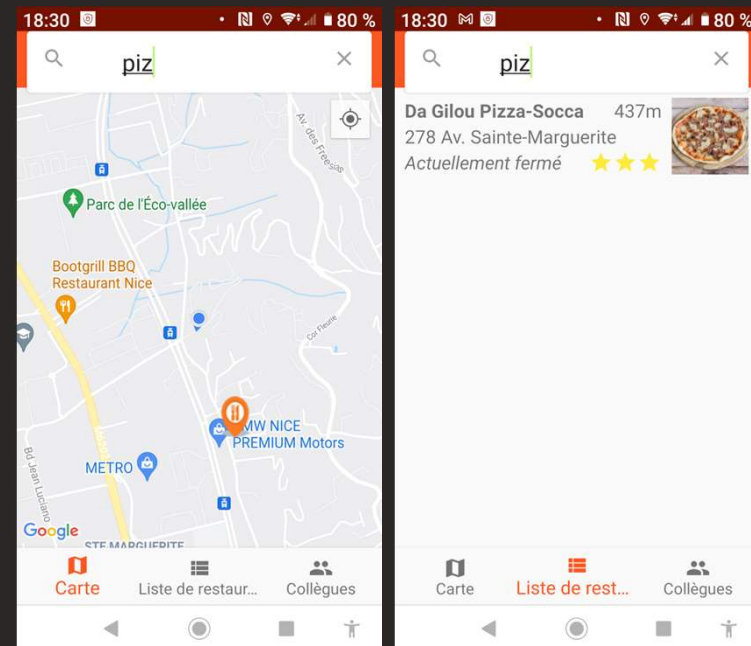 18:30
80 %
piz
Av. des Freesias
Parc de l'Éco-vallée
Bootgrill BBQ
Restaurant Nice
Col Fleurie
BMW NICE
PREMIUM Motors
METRO
Bd Jean Luciano
Google
STE MARGUERITE
Carte
Liste de restaur...
Collègues
18:30
80 %
piz
Da Gilou Pizza-Socca 437m
278 Av. Sainte-Marguerite
Actuellement fermé
Carte
Liste de rest...
Collègues